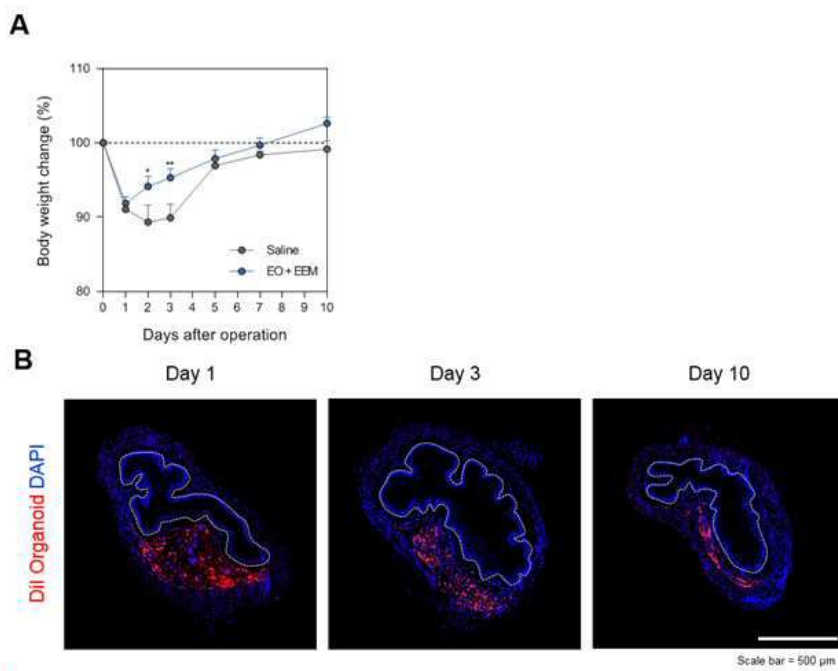 A
110
100
90
80
Body weight change (%)
*
**
Saline
EO + EEM
0 1 2 3 4 5 6 7 8 9 10
Days after operation
B
Day 1
Day 3
Day 10
DiI Organoid DAPI
Scale bar = 500 µm